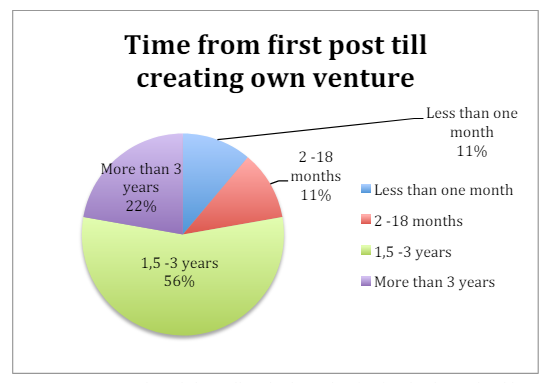 Time from first post till
creating own venture
Less than one
month
11%
2 -18
months
11%
More than 3
years
22%
1,5 -3 years
56%
Less than one month
2 -18 months
1,5 -3 years
More than 3 years